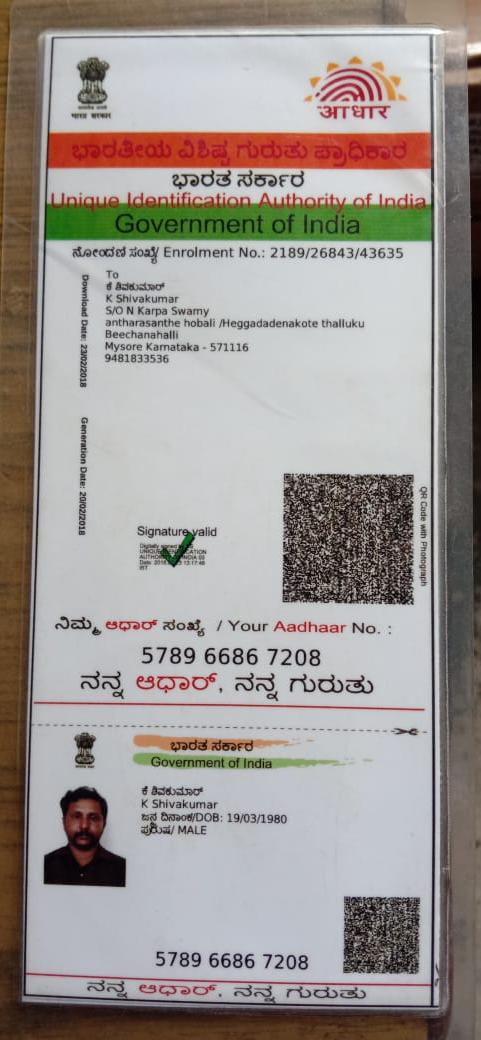 भारत सरकार
आधार
ಭಾರತೀಯ ವಿಶಿಷ್ಟ ಗುರುತು ಪ್ರಾಧಿಕಾರ
ಭಾರತ ಸರ್ಕಾರ
Unique Identification Authority of India
Government of India
ನೋಂದಣಿ ಸಂಖ್ಯೆ/ Enrolment No.: 2189/26843/43635
To
ಕೆ ಶಿವಕುಮಾರ್
K Shivakumar
S/O N Karpa Swamy
antharasanthe hobali /Heggadadenakote thalluku
Beechanahalli
Mysore Karnataka - 571116
9481833536
Download Date: 23/02/2018
Generation Date: 20/02/2018
Signature valid
QR Code with Photograph
ನಿಮ್ಮ ಆಧಾರ್ ಸಂಖ್ಯೆ / Your Aadhaar No. :
5789 6686 7208
ನನ್ನ ಆಧಾರ್, ನನ್ನ ಗುರುತು
ಭಾರತ ಸರ್ಕಾರ
Government of India
ಕೆ ಶಿವಕುಮಾರ್
K Shivakumar
ಜನ್ಮ ದಿನಾಂಕ/DOB: 19/03/1980
ಪುರುಷ/ MALE
5789 6686 7208
ನನ್ನ ಆಧಾರ್, ನನ್ನ ಗುರುತು